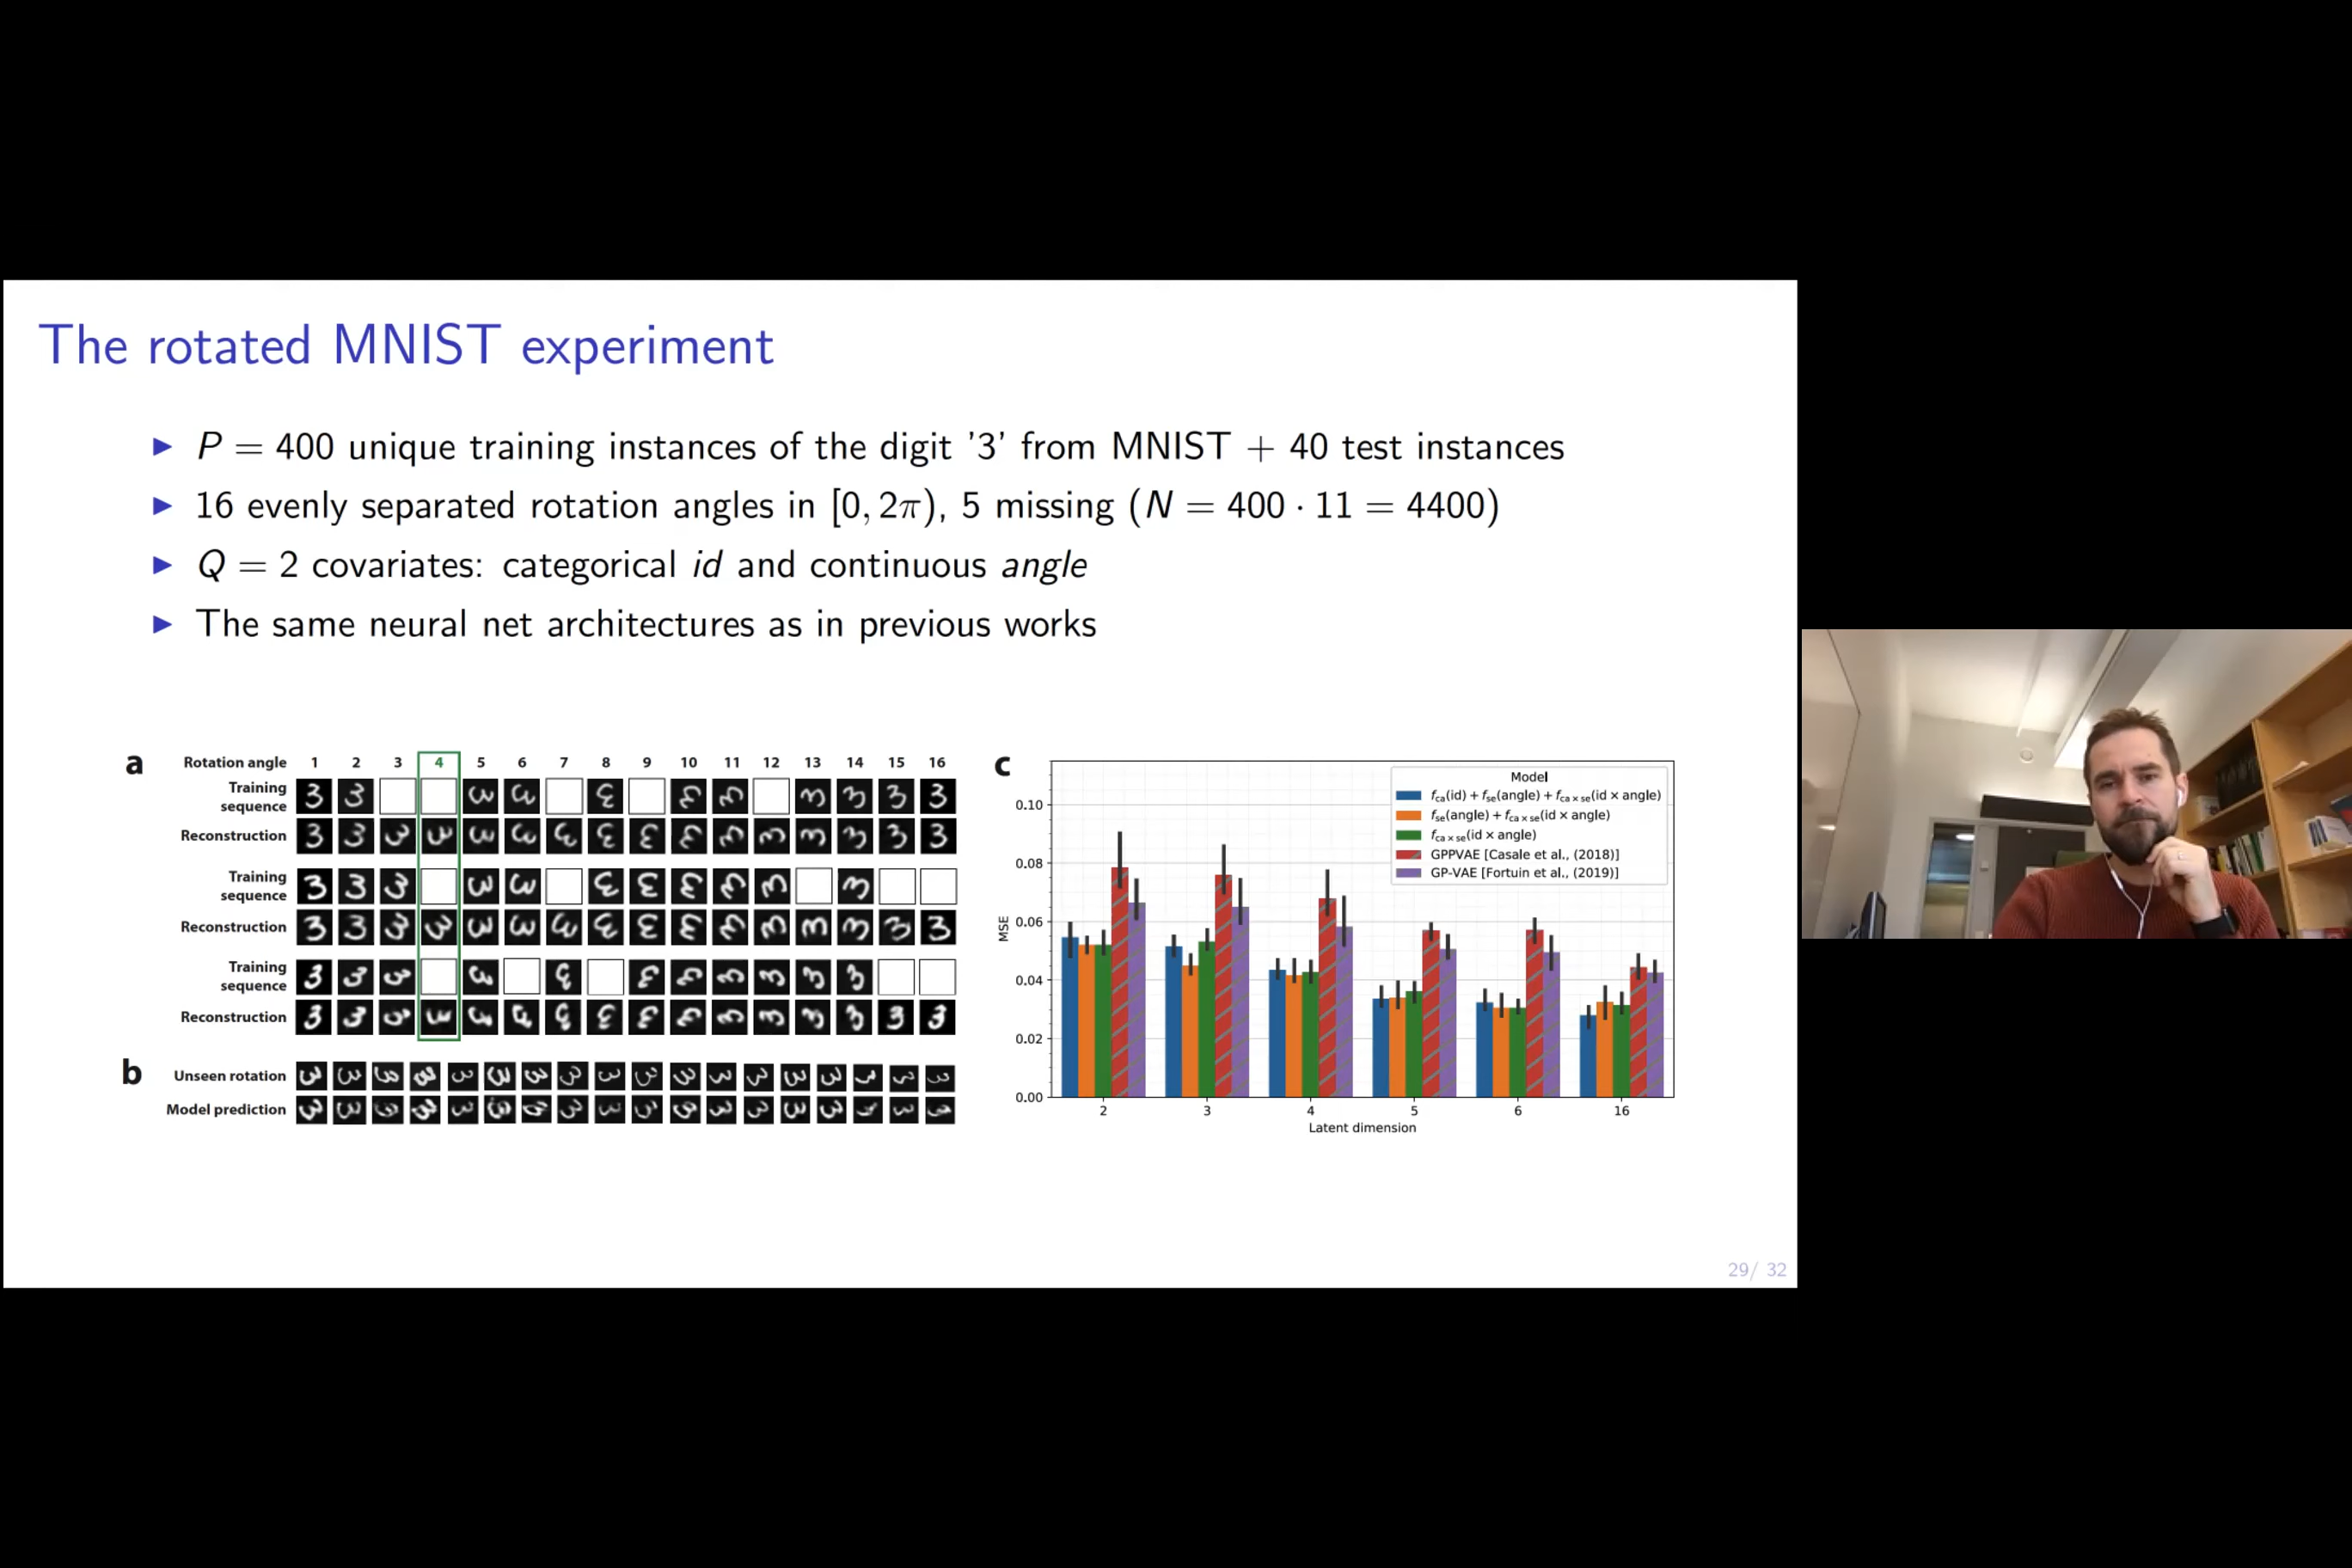 The rotated MNIST experiment
▶ P = 400 unique training instances of the digit '3' from MNIST + 40 test instances
▶ 16 evenly separated rotation angles in [0, 2π), 5 missing (N = 400 · 11 = 4400)
▶ Q = 2 covariates: categorical id and continuous angle
▶ The same neural net architectures as in previous works
a
Rotation angle 1 2 3 4 5 6 7 8 9 10 11 12 13 14 15 16
Training
sequence
Reconstruction
Training
sequence
Reconstruction
Training
sequence
Reconstruction
b
Unseen rotation
Model prediction
c
Model
f_ca(id) + f_se(angle) + f_ca×se(id × angle)
f_se(angle) + f_ca×se(id × angle)
f_ca×se(id × angle)
GPPVAE [Casale et al., (2018)]
GP-VAE [Fortuin et al., (2019)]
MSE
0.10
0.08
0.06
0.04
0.02
0.00
2 3 4 5 6 16
Latent dimension
29/ 32